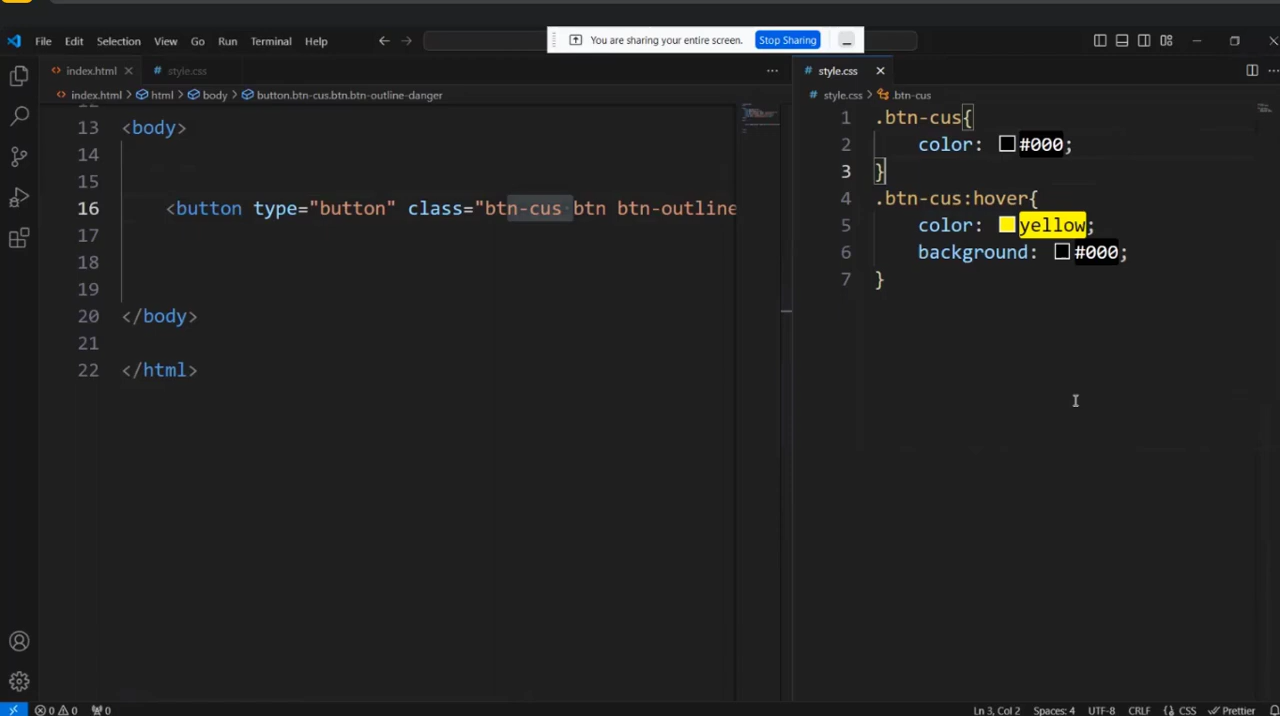 File Edit Selection View Go Run Terminal Help
You are sharing your entire screen. Stop Sharing
index.html style.css
index.html > html > body > button.btn-cus.btn.btn-outline-danger
13 <body>
14
15
16 <button type="button" class="btn-cus btn btn-outline
17
18
19
20 </body>
21
22 </html>
style.css
style.css > .btn-cus
1 .btn-cus{
2 color: #000;
3 }
4 .btn-cus:hover{
5 color: yellow;
6 background: #000;
7 }
0 0 0
Ln 3, Col 2 Spaces: 4 UTF-8 CRLF {} CSS Prettier